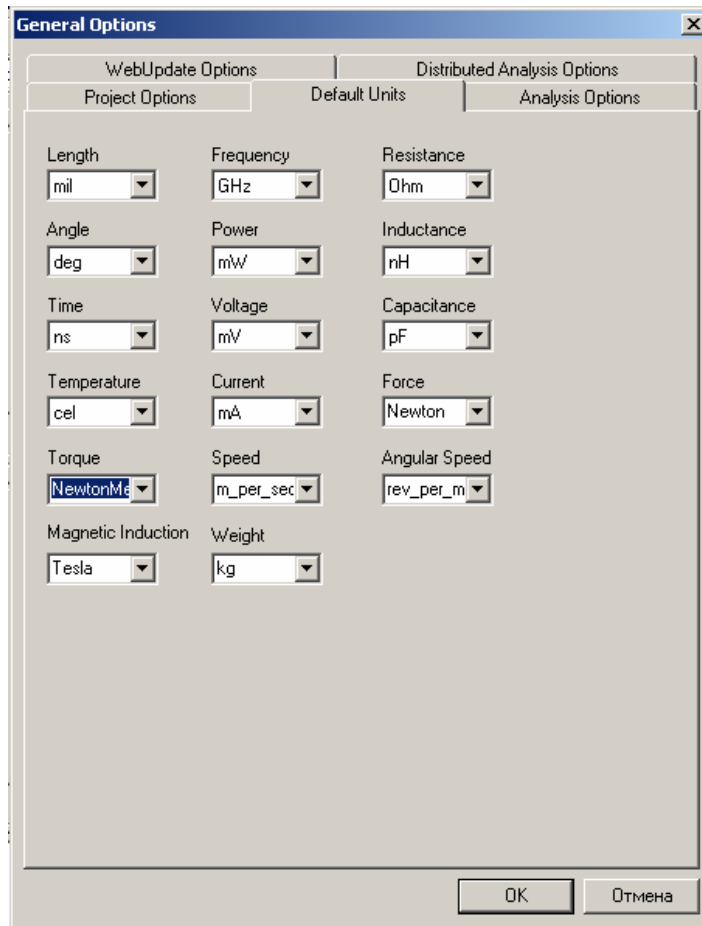 General Options
WebUpdate Options Distributed Analysis Options
Project Options Default Units Analysis Options
Length Frequency Resistance
mil GHz Ohm
Angle Power Inductance
deg mW nH
Time Voltage Capacitance
ns mV pF
Temperature Current Force
cel mA Newton
Torque Speed Angular Speed
NewtonMe m_per_sec rev_per_m
Magnetic Induction Weight
Tesla kg
OK Отмена